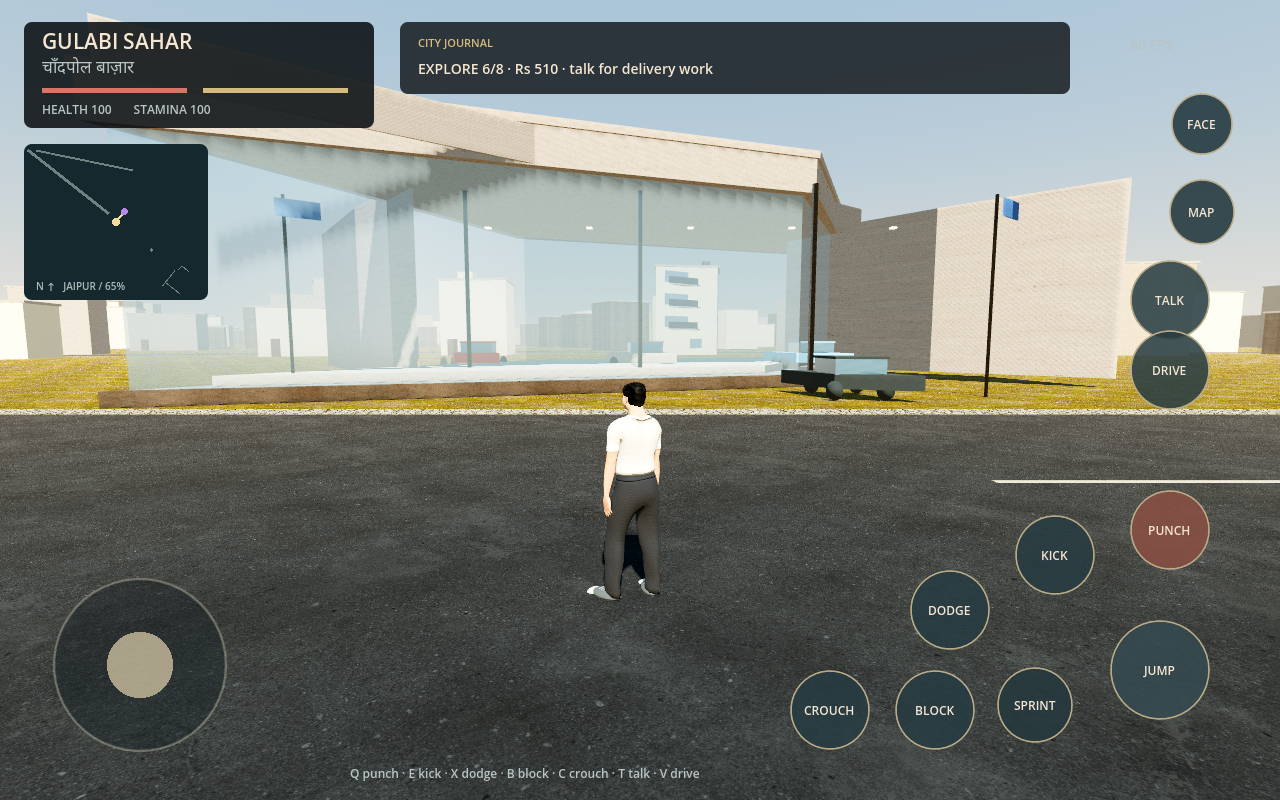 GULABI SAHAR
चाँदपोल बाज़ार
HEALTH 100 STAMINA 100
CITY JOURNAL
EXPLORE 6/8 · Rs 510 · talk for delivery work
60 FPS
FACE
MAP
N ↑ JAIPUR / 65%
TALK
DRIVE
PUNCH
KICK
DODGE
JUMP
CROUCH
BLOCK
SPRINT
Q punch · E kick · X dodge · B block · C crouch · T talk · V drive